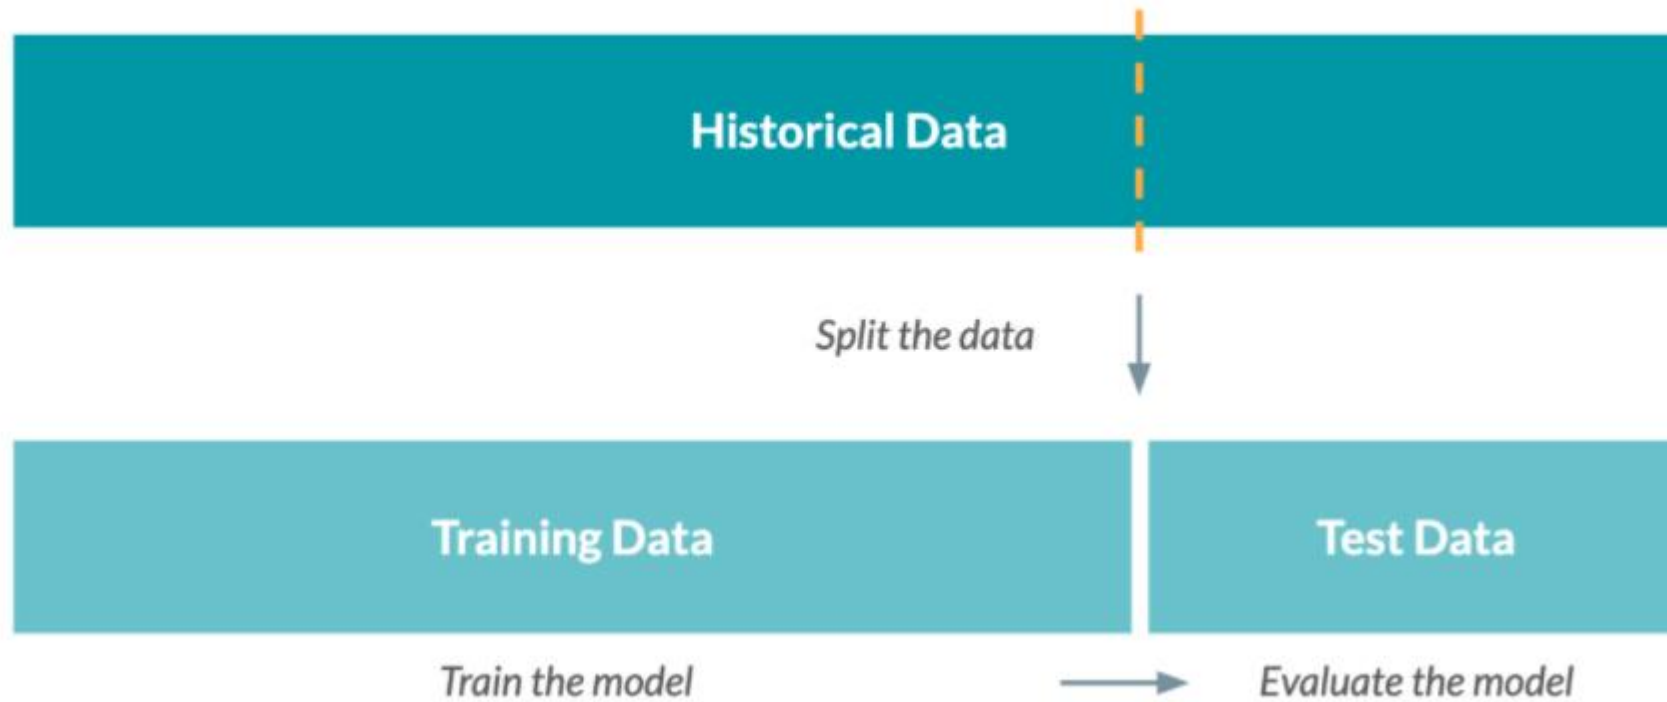 Historical Data
Split the data
Training Data
Test Data
Train the model
Evaluate the model